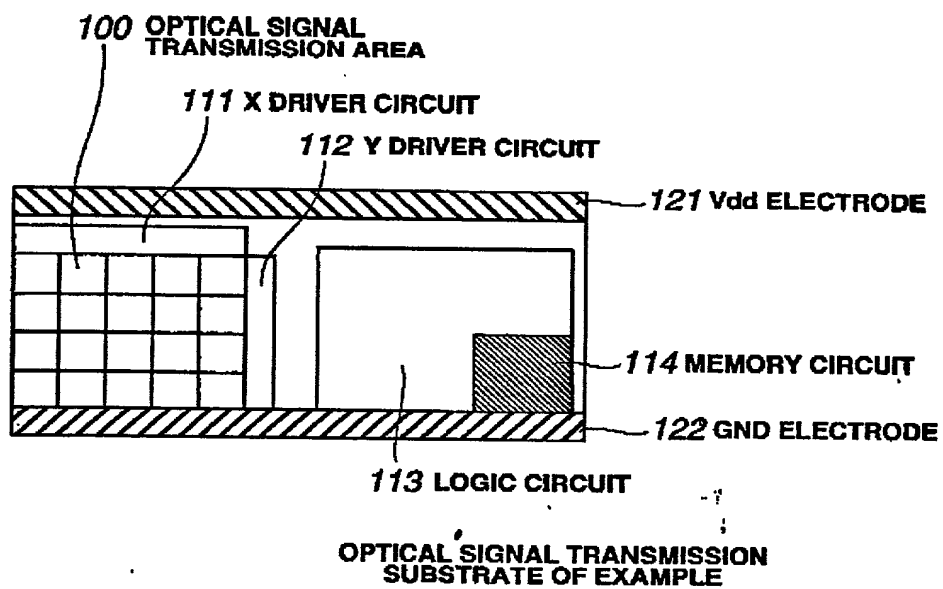 100 OPTICAL SIGNAL
TRANSMISSION AREA
111 X DRIVER CIRCUIT
112 Y DRIVER CIRCUIT
121 Vdd ELECTRODE
114 MEMORY CIRCUIT
122 GND ELECTRODE
113 LOGIC CIRCUIT
OPTICAL SIGNAL TRANSMISSION
SUBSTRATE OF EXAMPLE